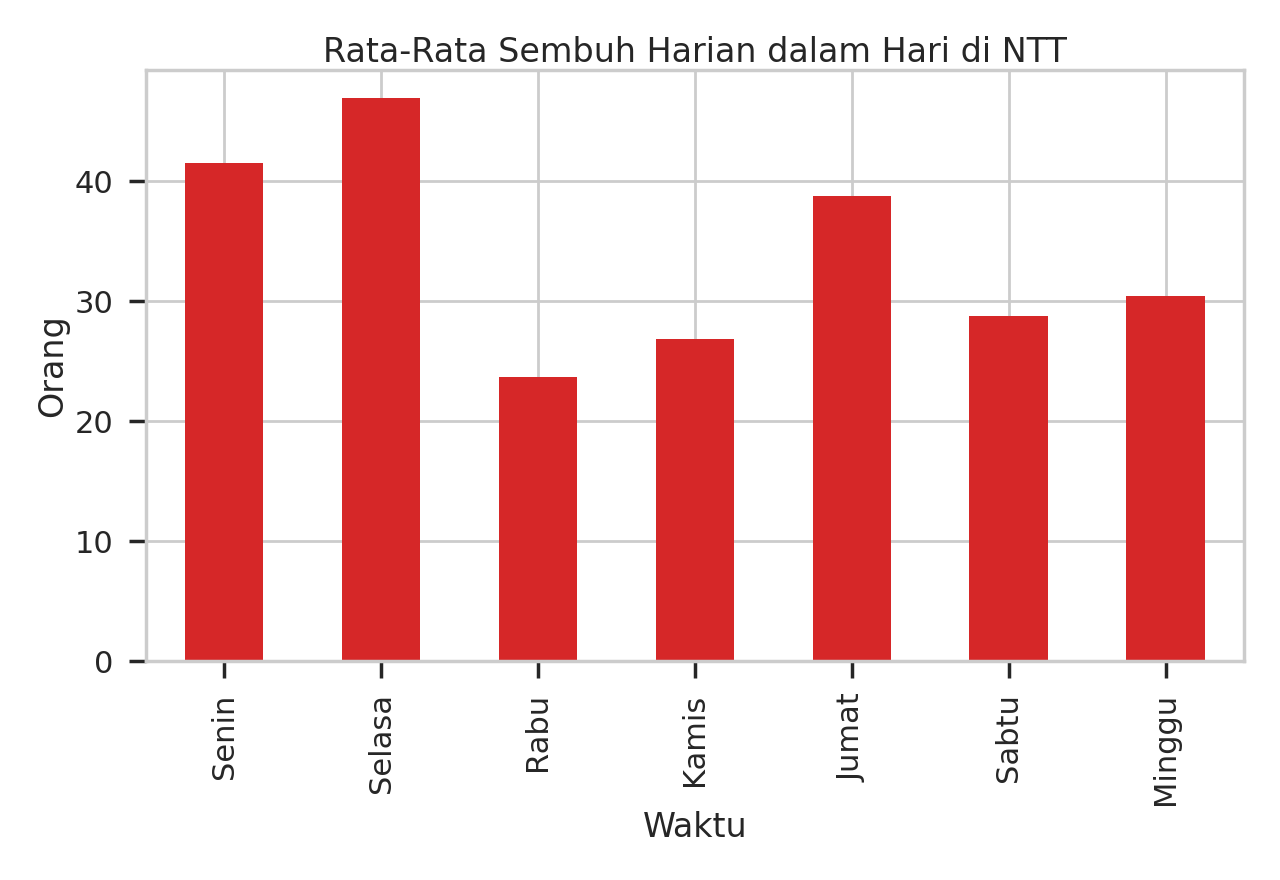 Rata-Rata Sembuh Harian dalam Hari di NTT
Orang
40
30
20
10
0
Senin
Selasa
Rabu
Kamis
Jumat
Sabtu
Minggu
Waktu